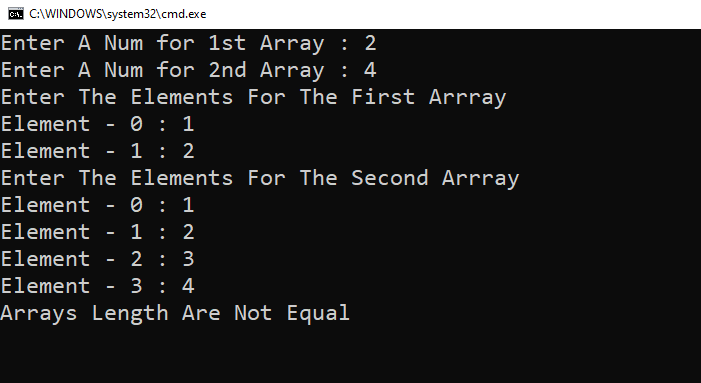 C:\WINDOWS\system32\cmd.exe
Enter A Num for 1st Array : 2
Enter A Num for 2nd Array : 4
Enter The Elements For The First Arrray
Element - 0 : 1
Element - 1 : 2
Enter The Elements For The Second Arrray
Element - 0 : 1
Element - 1 : 2
Element - 2 : 3
Element - 3 : 4
Arrays Length Are Not Equal